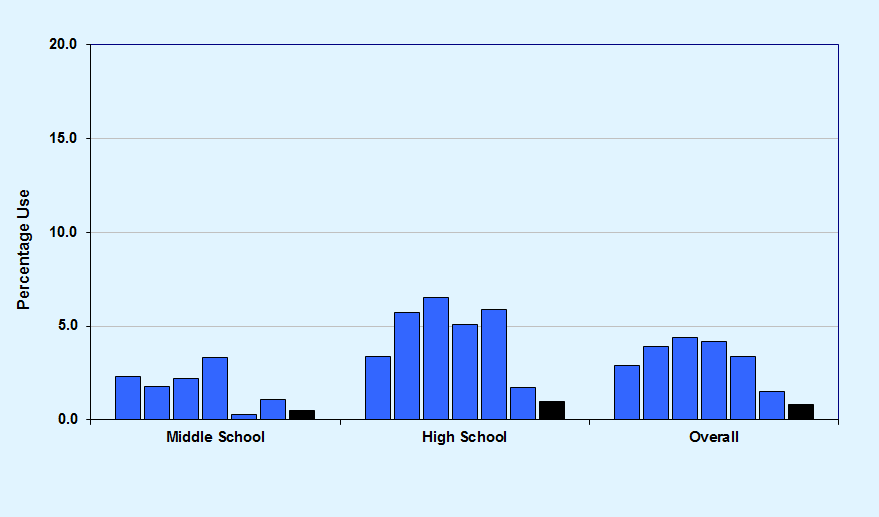 20.0
15.0
10.0
5.0
0.0
Percentage Use
Middle School
High School
Overall